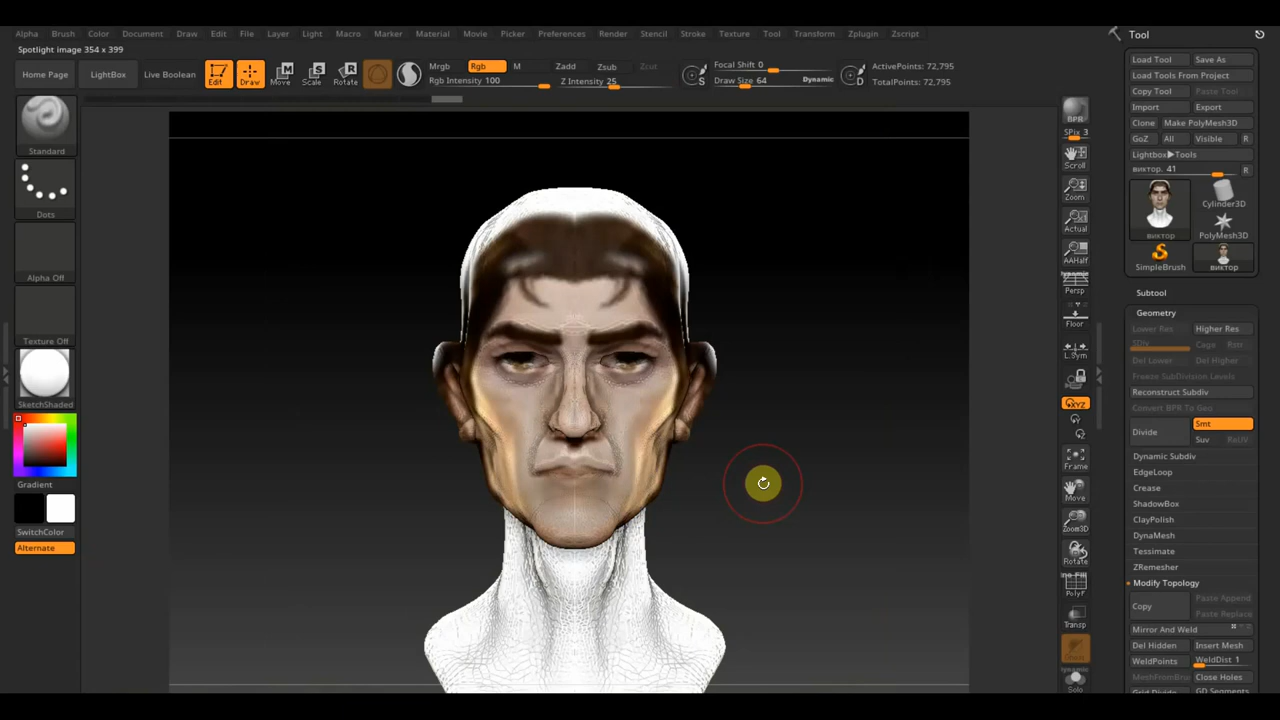 Alpha Brush Color Document Draw Edit File Layer Light Macro Marker Material Movie Picker Preferences Render Stencil Stroke Texture Tool Transform Zplugin Zscript
Spotlight image 354 x 399
Home Page
LightBox
Live Boolean
Edit
Draw
Move
Scale
Rotate
Mrgb Rgb M
Rgb Intensity 100
Zadd Zsub Zcut
Z Intensity 25
S
Focal Shift 0
Draw Size 64
Dynamic
D
ActivePoints: 72,795
TotalPoints: 72,795
Standard
Dots
Alpha Off
Texture Off
SketchShaded
Gradient
SwitchColor
Alternate
BPR
SPix 3
Scroll
Zoom
Actual
AAHalf
Dynamic
Persp
Floor
L.Sym
XYZ
Frame
Move
Zoom3D
Rotate
Line Fill
PolyF
Transp
Dynamic
Solo
Tool
Load Tool Save As
Load Tools From Project
Copy Tool Paste Tool
Import Export
Clone Make PolyMesh3D
GoZ All Visible R
Lightbox▶Tools
виктор. 41 R
виктор
Cylinder3D
PolyMesh3D
SimpleBrush
виктор
Subtool
Geometry
Lower Res Higher Res
SDiv Cage Rstr
Del Lower Del Higher
Freeze SubDivision Levels
Reconstruct Subdiv
Convert BPR To Geo
Divide
Smt
Suv ReUV
Dynamic Subdiv
EdgeLoop
Crease
ShadowBox
ClayPolish
DynaMesh
Tessimate
ZRemesher
Modify Topology
Copy
Paste Append
Paste Replace
Mirror And Weld
Del Hidden Insert Mesh
WeldPoints WeldDist 1
Close Holes